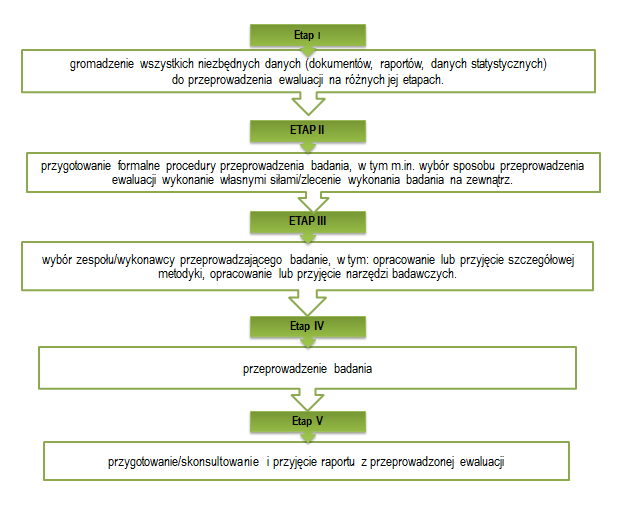 Etap I
gromadzenie wszystkich niezbędnych danych (dokumentów, raportów, danych statystycznych)
do przeprowadzenia ewaluacji na różnych jej etapach.
ETAP II
przygotowanie formalne procedury przeprowadzenia badania, w tym m.in. wybór sposobu przeprowadzenia
ewaluacji wykonanie własnymi siłami/zlecenie wykonania badania na zewnątrz.
ETAP III
wybór zespołu/wykonawcy przeprowadzającego badanie, w tym: opracowanie lub przyjęcie szczegółowej
metodyki, opracowanie lub przyjęcie narzędzi badawczych.
Etap IV
przeprowadzenie badania
Etap V
przygotowanie/skonsultowanie i przyjęcie raportu z przeprowadzonej ewaluacji